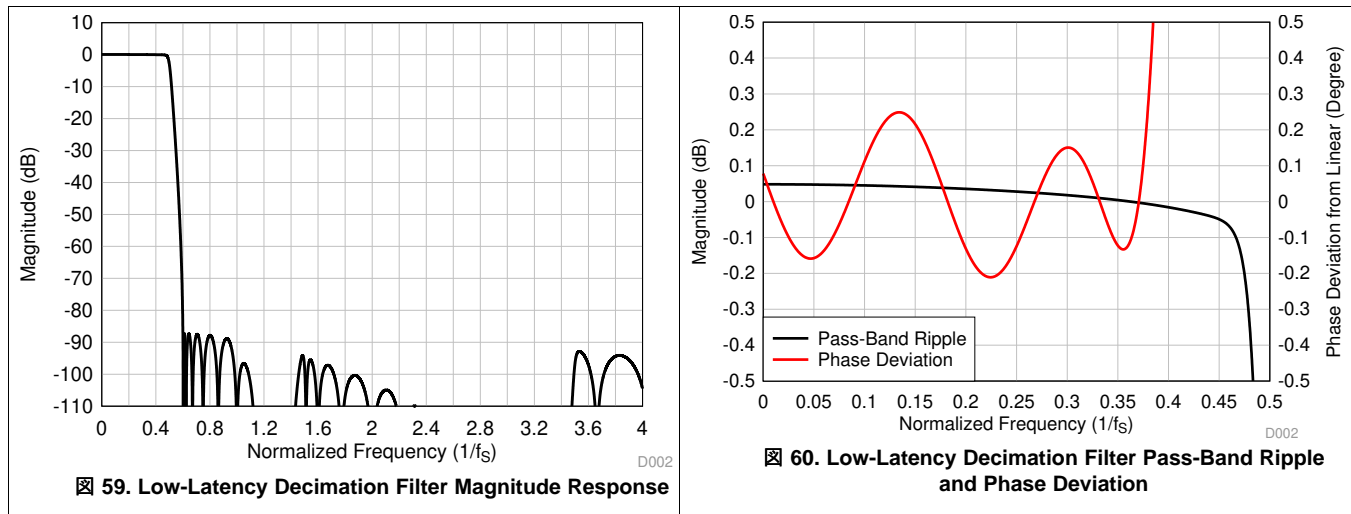 10
0
-10
-20
-30
-40
-50
-60
-70
-80
-90
-100
-110
Magnitude (dB)
0 0.4 0.8 1.2 1.6 2 2.4 2.8 3.2 3.6 4
Normalized Frequency (1/fS)
D002
図 59. Low-Latency Decimation Filter Magnitude Response
0.5
0.4
0.3
0.2
0.1
0
-0.1
-0.2
-0.3
-0.4
-0.5
Magnitude (dB)
Pass-Band Ripple
Phase Deviation
0.5
0.4
0.3
0.2
0.1
0
-0.1
-0.2
-0.3
-0.4
-0.5
Phase Deviation from Linear (Degree)
0 0.05 0.1 0.15 0.2 0.25 0.3 0.35 0.4 0.45 0.5
Normalized Frequency (1/fS)
D002
図 60. Low-Latency Decimation Filter Pass-Band Ripple
and Phase Deviation